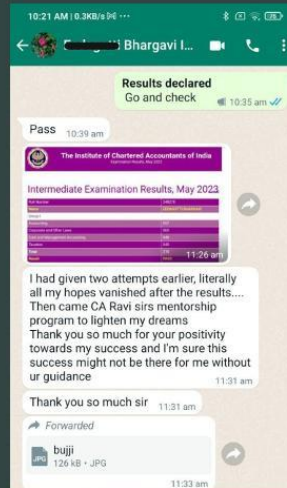 10:21 AM | 0.3KB/s
Bhargavi I...
Results declared
Go and check
10:35 am
Pass 10:39 am
The Institute of Chartered Accountants of India
Intermediate Examination Results, May 2023
11:26 am
I had given two attempts earlier, literally
all my hopes vanished after the results....
Then came CA Ravi sirs mentorship
program to lighten my dreams
Thank you so much for your positivity
towards my success and I'm sure this
success might not be there for me without
ur guidance
11:31 am
Thank you so much sir 11:31 am
Forwarded
JPG
bujji
126 kB • JPG
11:33 am